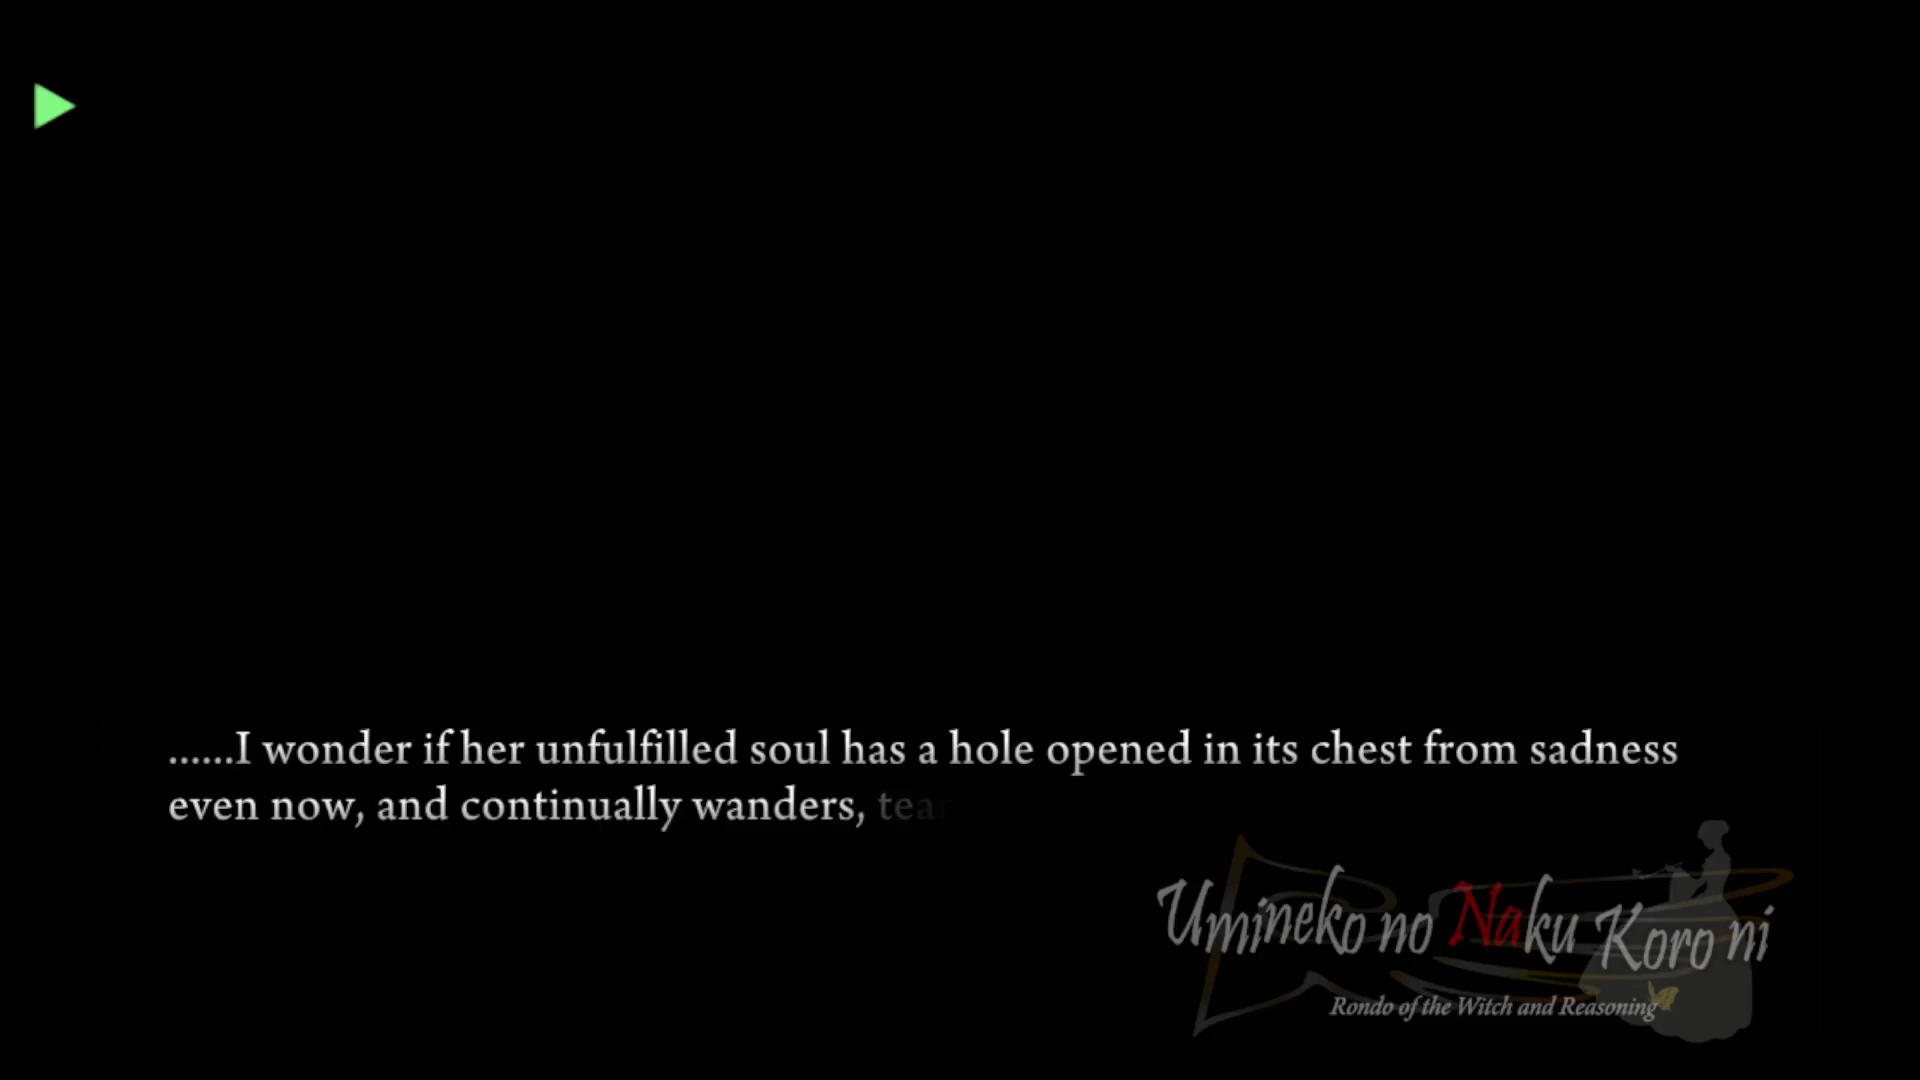 ......I wonder if her unfulfilled soul has a hole opened in its chest from sadness
even now, and continually wanders, tear
Umineko no Naku Koro ni
Rondo of the Witch and Reasoning